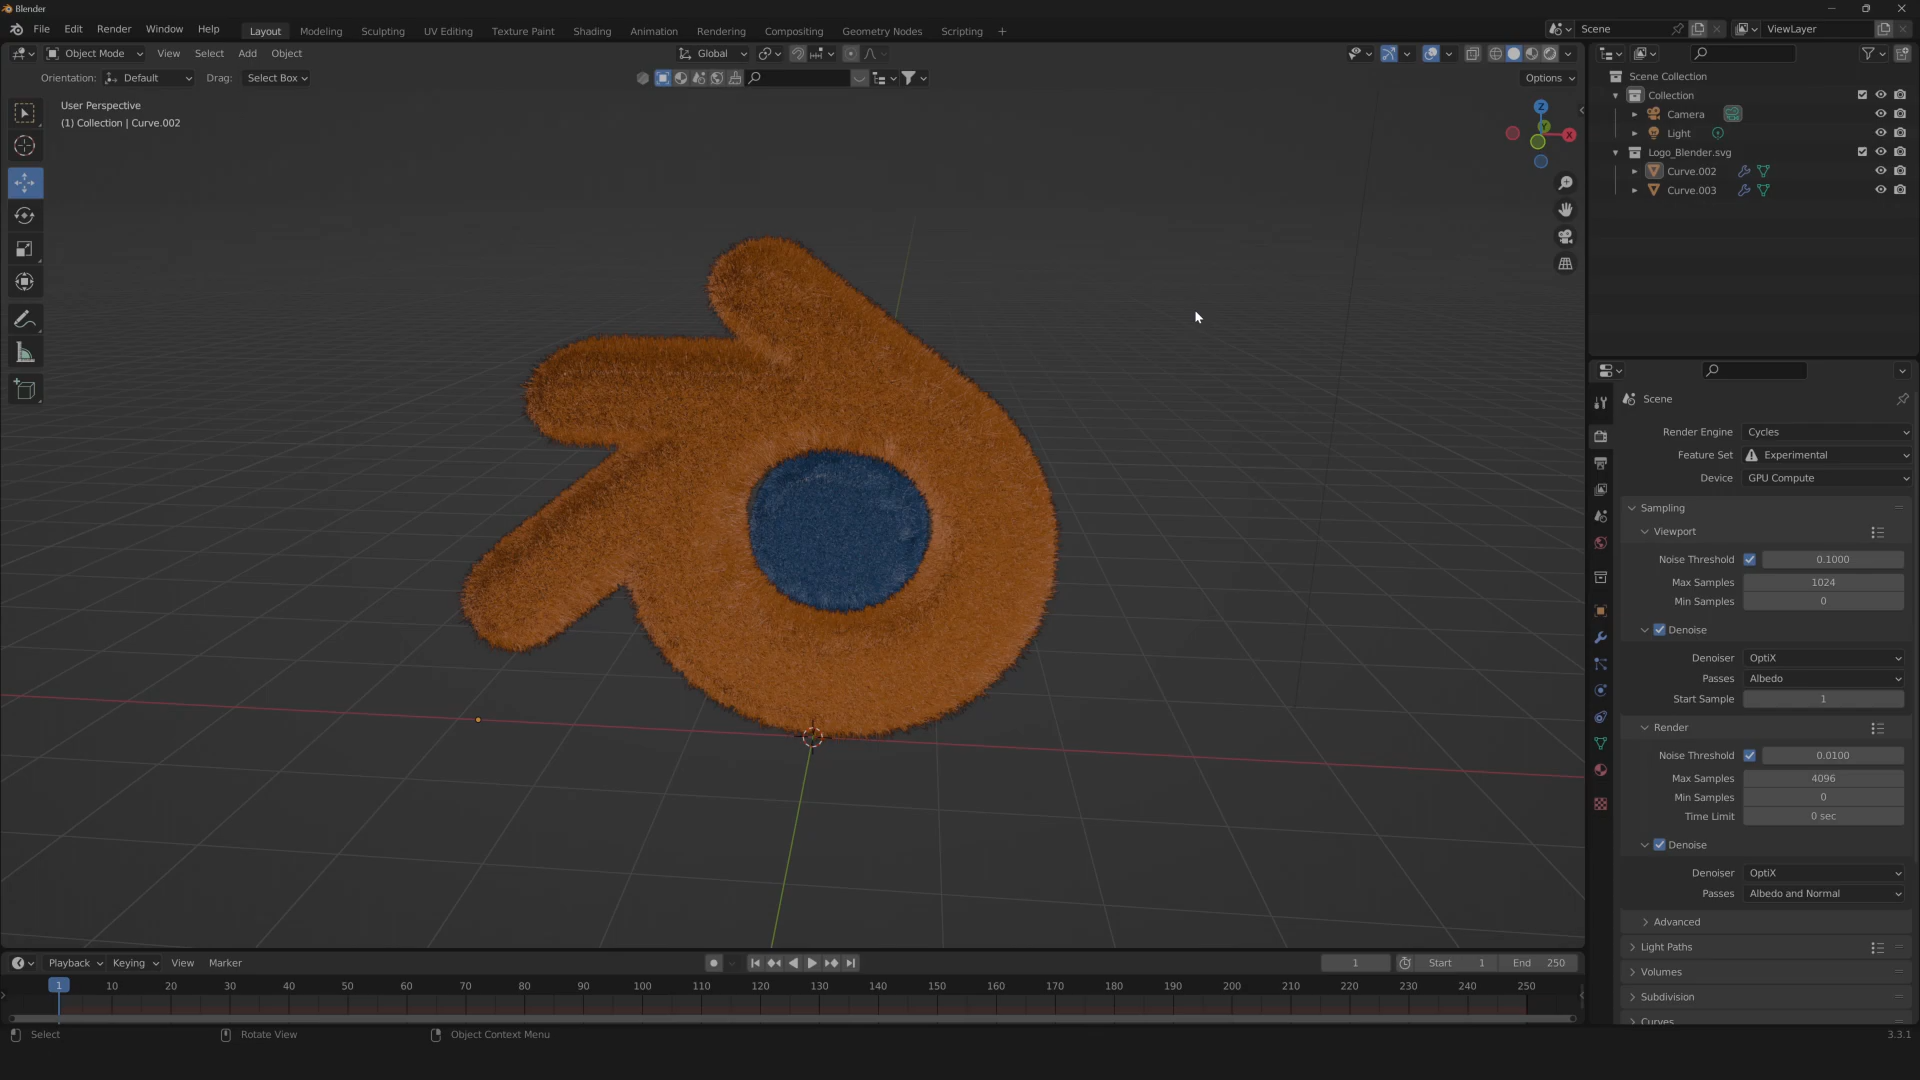 Blender
File Edit Render Window Help Layout Modeling Sculpting UV Editing Texture Paint Shading Animation Rendering Compositing Geometry Nodes Scripting + Scene ViewLayer
Object Mode View Select Add Object Global
Orientation: Default Drag: Select Box Options
User Perspective
(1) Collection | Curve.002
Z
Y
X
Scene Collection
Collection
Camera
Light
Logo_Blender.svg
Curve.002
Curve.003
Scene
Render Engine Cycles
Feature Set Experimental
Device GPU Compute
Sampling
Viewport
Noise Threshold 0.1000
Max Samples 1024
Min Samples 0
Denoise
Denoiser OptiX
Passes Albedo
Start Sample 1
Render
Noise Threshold 0.0100
Max Samples 4096
Min Samples 0
Time Limit 0 sec
Denoise
Denoiser OptiX
Passes Albedo and Normal
Advanced
Light Paths
Volumes
Subdivision
Curves
Playback Keying View Marker 1 Start 1 End 250
1 10 20 30 40 50 60 70 80 90 100 110 120 130 140 150 160 170 180 190 200 210 220 230 240 250
Select Rotate View Object Context Menu 3.3.1